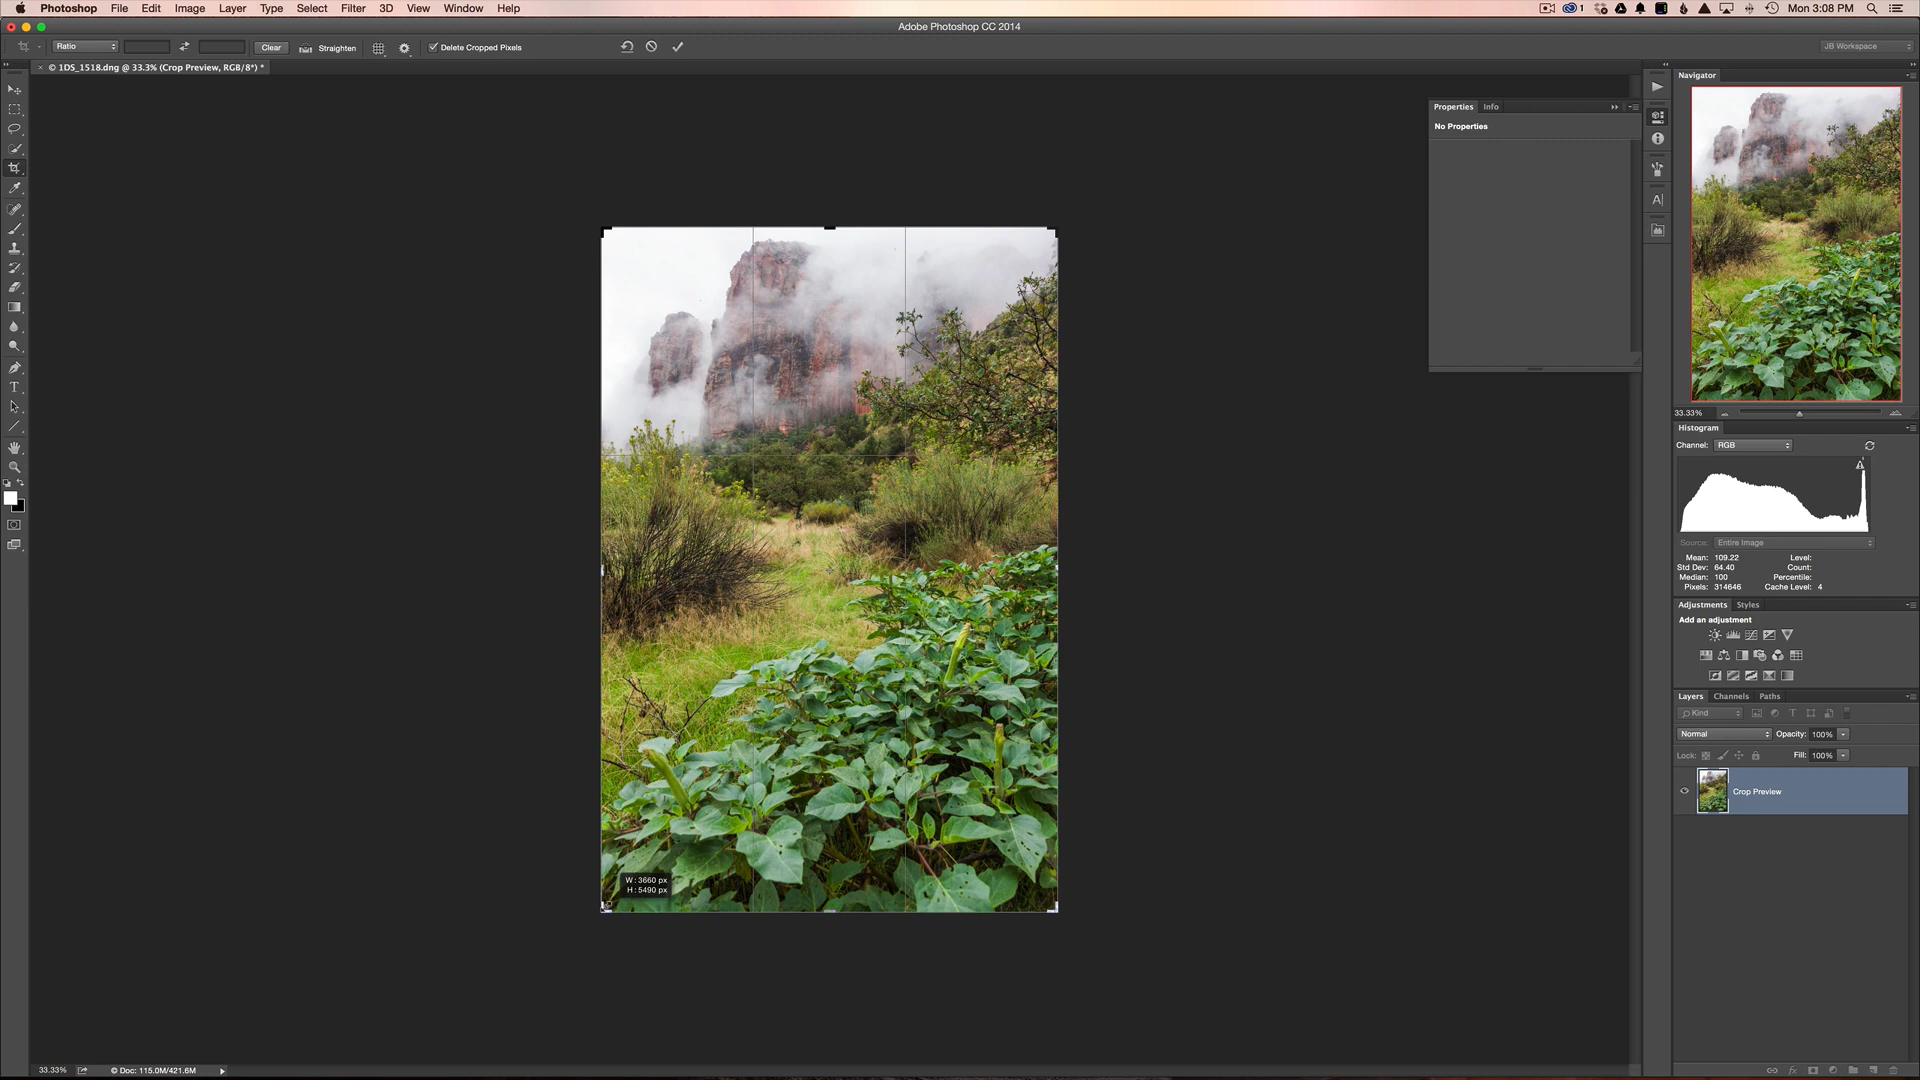 Photoshop File Edit Image Layer Type Select Filter 3D View Window Help
1 Mon 3:08 PM
Adobe Photoshop CC 2014
Ratio Clear Straighten Delete Cropped Pixels
JB Workspace
× © 1DS_1518.dng @ 33.3% (Crop Preview, RGB/8*) *
Navigator
Properties Info
No Properties
33.33%
Histogram
Channel: RGB
Source: Entire Image
Mean: 109.22 Level:
Std Dev: 64.40 Count:
Median: 100 Percentile:
Pixels: 314646 Cache Level: 4
Adjustments Styles
Add an adjustment
Layers Channels Paths
Kind
Normal Opacity: 100%
Lock: Fill: 100%
Crop Preview
W: 3660 px
H: 5490 px
33.33% © Doc: 115.0M/421.6M